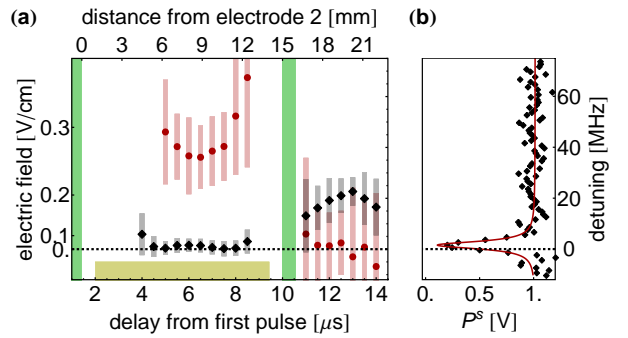 (a) distance from electrode 2 [mm] (b)
0 3 6 9 12 15 18 21
electric field [V/cm]
0.3
0.2
0.1
0.
0 2 4 6 8 10 12 14
delay from first pulse [μs]
60
40
20
0
detuning [MHz]
0. 0.5 1.
P^s [V]